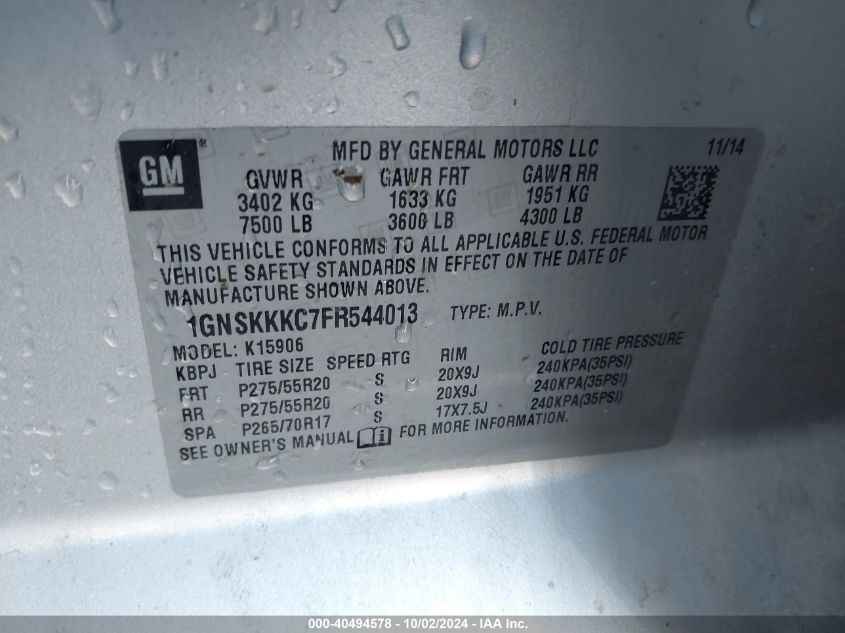 GM
MFD BY GENERAL MOTORS LLC 11/14
GVWR GAWR FRT GAWR RR
3402 KG 1633 KG 1951 KG
7500 LB 3600 LB 4300 LB
THIS VEHICLE CONFORMS TO ALL APPLICABLE U.S. FEDERAL MOTOR
VEHICLE SAFETY STANDARDS IN EFFECT ON THE DATE OF
MANUFACTURE SHOWN ABOVE.
1GNSKKKC7FR544013 TYPE: M.P.V.
MODEL: K15906
KBPJ TIRE SIZE SPEED RTG RIM COLD TIRE PRESSURE
FRT P275/55R20 S 20X9J 240KPA(35PSI)
RR P275/55R20 S 20X9J 240KPA(35PSI)
SPA P265/70R17 S 17X7.5J 240KPA(35PSI)
SEE OWNER'S MANUAL FOR MORE INFORMATION.
000-40494578 - 10/02/2024 - IAA Inc.